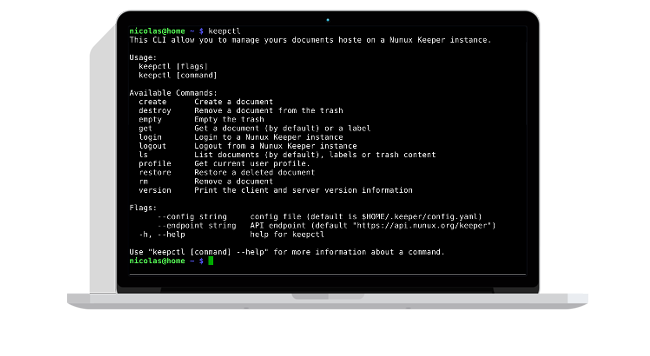 nicolas@home ~ $ keepctl
This CLI allow you to manage yours documents hoste on a Nunux Keeper instance.
Usage:
keepctl [flags]
keepctl [command]
Available Commands:
create Create a document
destroy Remove a document from the trash
empty Empty the trash
get Get a document (by default) or a label
login Login to a Nunux Keeper instance
logout Logout from a Nunux Keeper instance
ls List documents (by default), labels or trash content
profile Get current user profile.
restore Restore a deleted document
rm Remove a document
version Print the client and server version information
Flags:
--config string config file (default is $HOME/.keeper/config.yaml)
--endpoint string API endpoint (default "https://api.nunux.org/keeper")
-h, --help help for keepctl
Use "keepctl [command] --help" for more information about a command.
nicolas@home ~ $